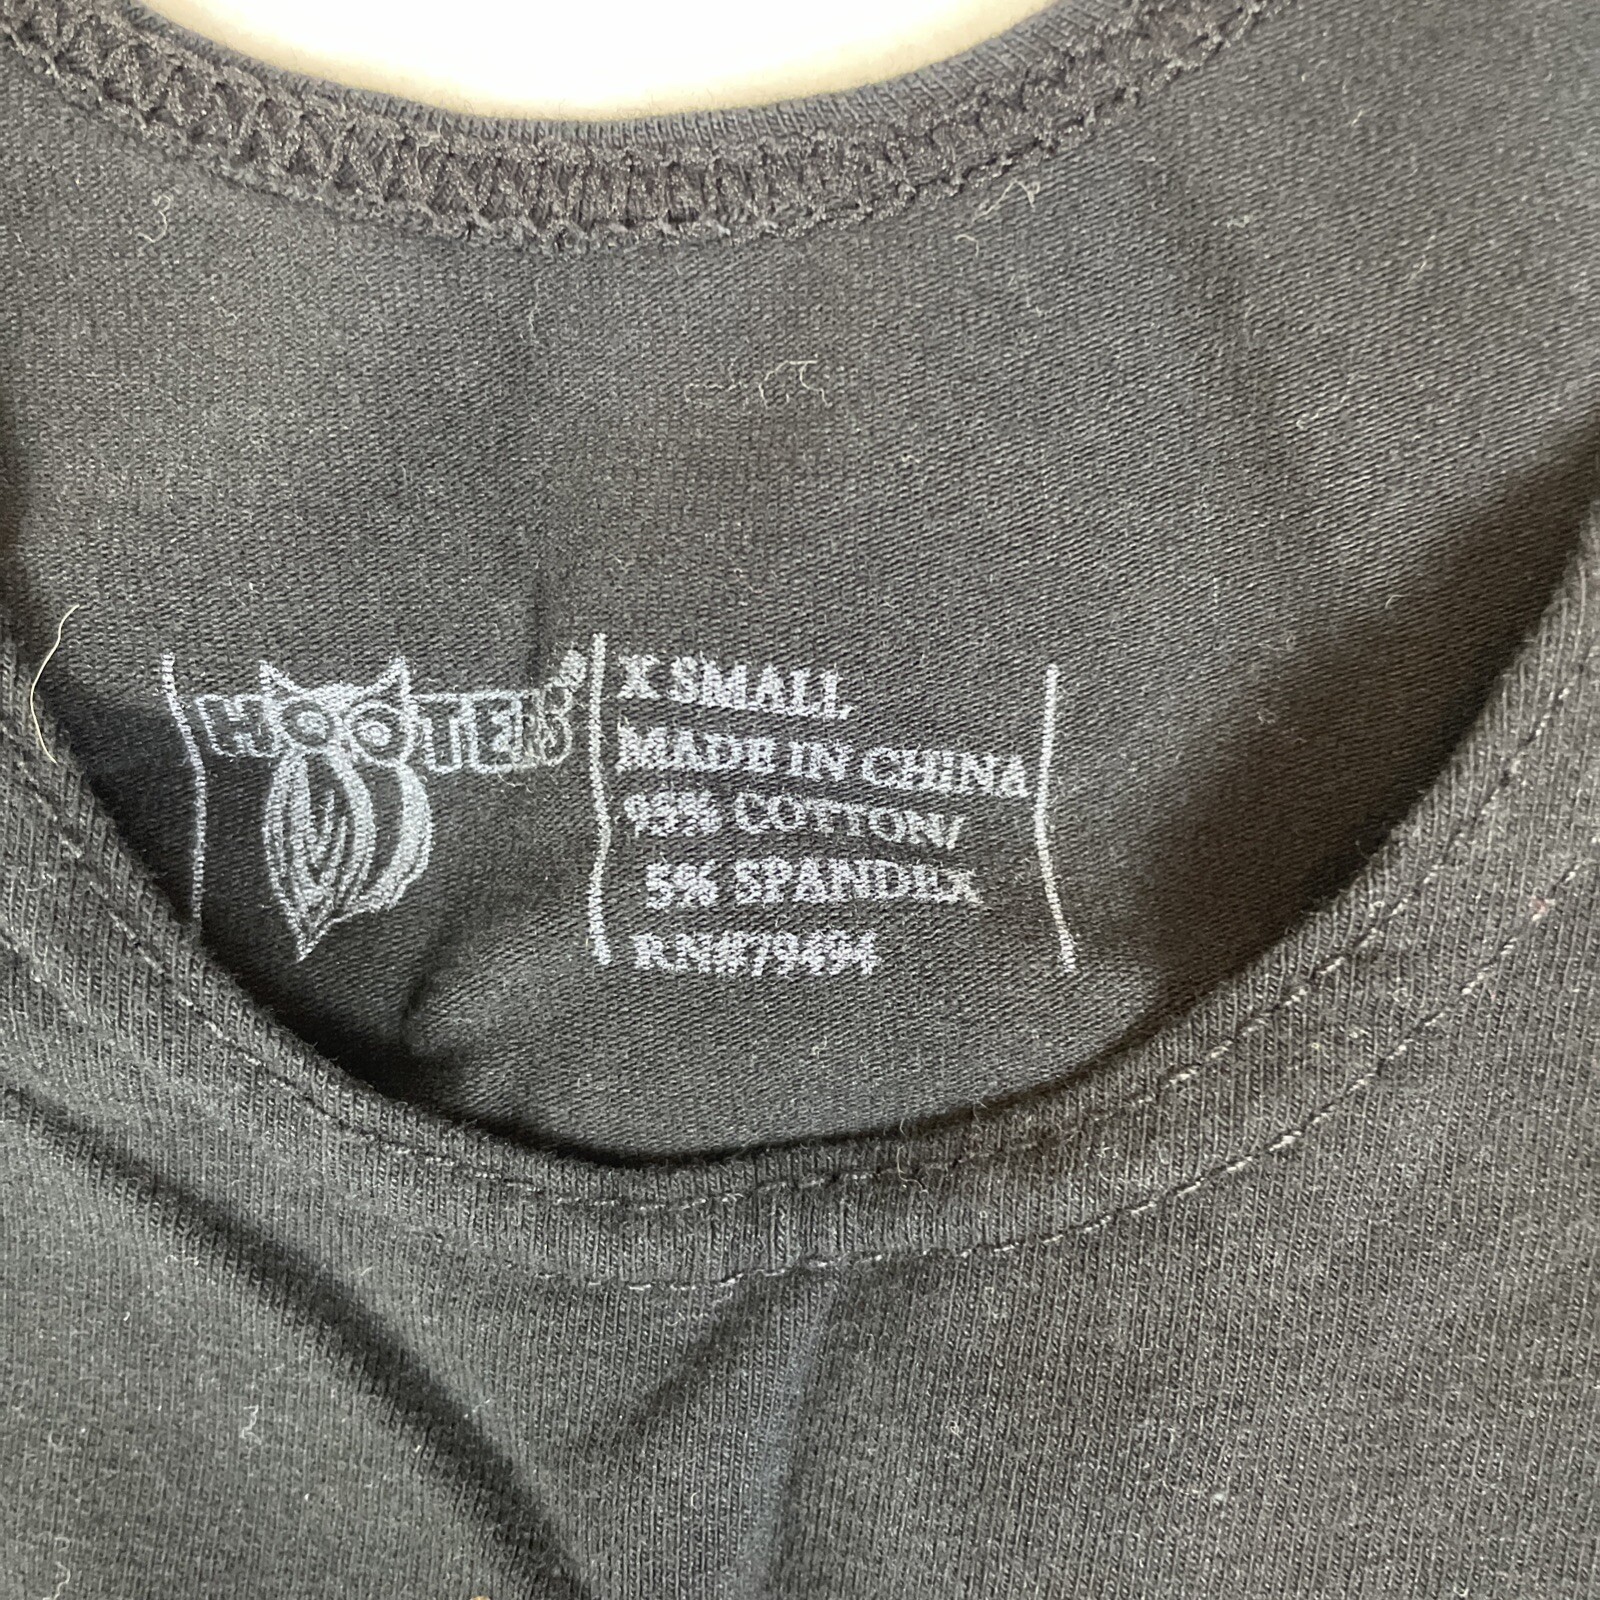 HOOTERS®
X SMALL
MADE IN CHINA
95% COTTON/
5% SPANDEX
RN#79494